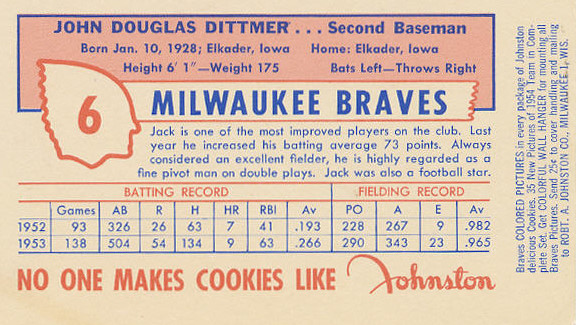 JOHN DOUGLAS DITTMER ... Second Baseman
Born Jan. 10, 1928; Elkader, Iowa Home: Elkader, Iowa
Height 6' 1"—Weight 175 Bats Left—Throws Right
6
MILWAUKEE BRAVES
Jack is one of the most improved players on the club. Last
year he increased his batting average 73 points. Always
considered an excellent fielder, he is highly regarded as a
fine pivot man on double plays. Jack was also a football star.
BATTING RECORD FIELDING RECORD
Games AB R H HR RBI Av PO A E Av
1952 93 326 26 63 7 41 .193 228 267 9 .982
1953 138 504 54 134 9 63 .266 290 343 23 .965
NO ONE MAKES COOKIES LIKE Johnston
Braves COLORED PICTURES in every package of Johnston
delicious Cookies. 35 New Pictures of 1954 Team in Com-
plete Set. Get COLORFUL WALL HANGER for mounting all
Braves Pictures. Send 25¢ to cover handling and mailing
to ROBT. A. JOHNSTON CO., MILWAUKEE 1, WIS.